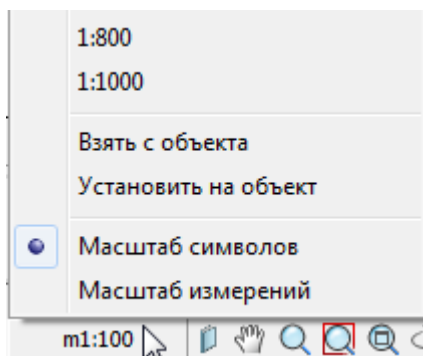 1:800
1:1000
Взять с объекта
Установить на объект
Масштаб символов
Масштаб измерений
m1:100